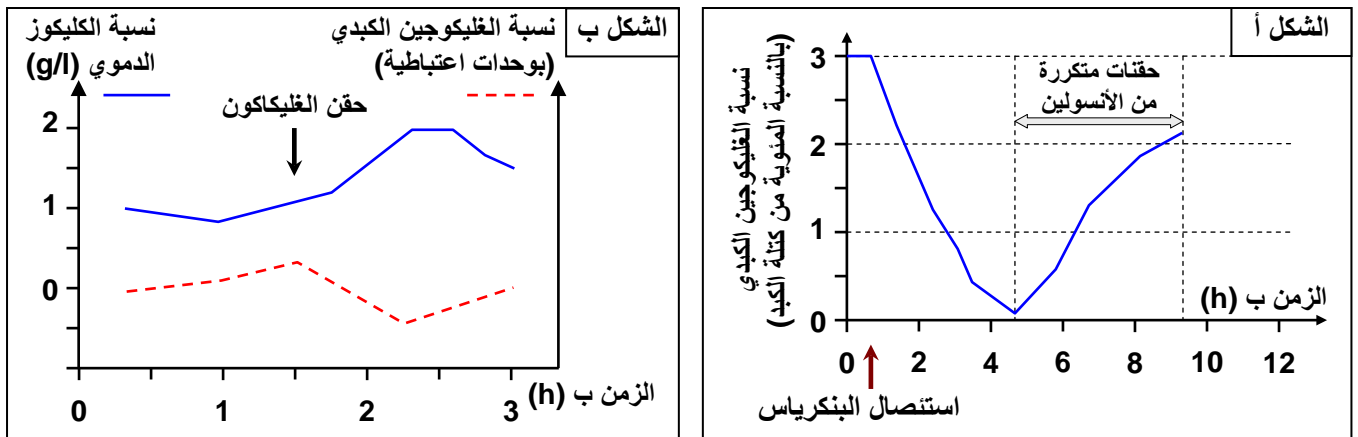 الشكل أ
نسبة الغليكوجين الكبدي
(بالنسبة المئوية من كتلة الكبد)
3
2
1
0
حقنات متكررة
من الأنسولين
الزمن ب (h)
0 2 4 6 8 10 12
استئصال البنكرياس
الشكل ب
نسبة الغليكوجين الكبدي
(بوحدات اعتباطية)
نسبة الكليكوز
الدموي (g/l)
حقن الغليكاكون
2
1
0
0 1 2 3
الزمن ب (h)